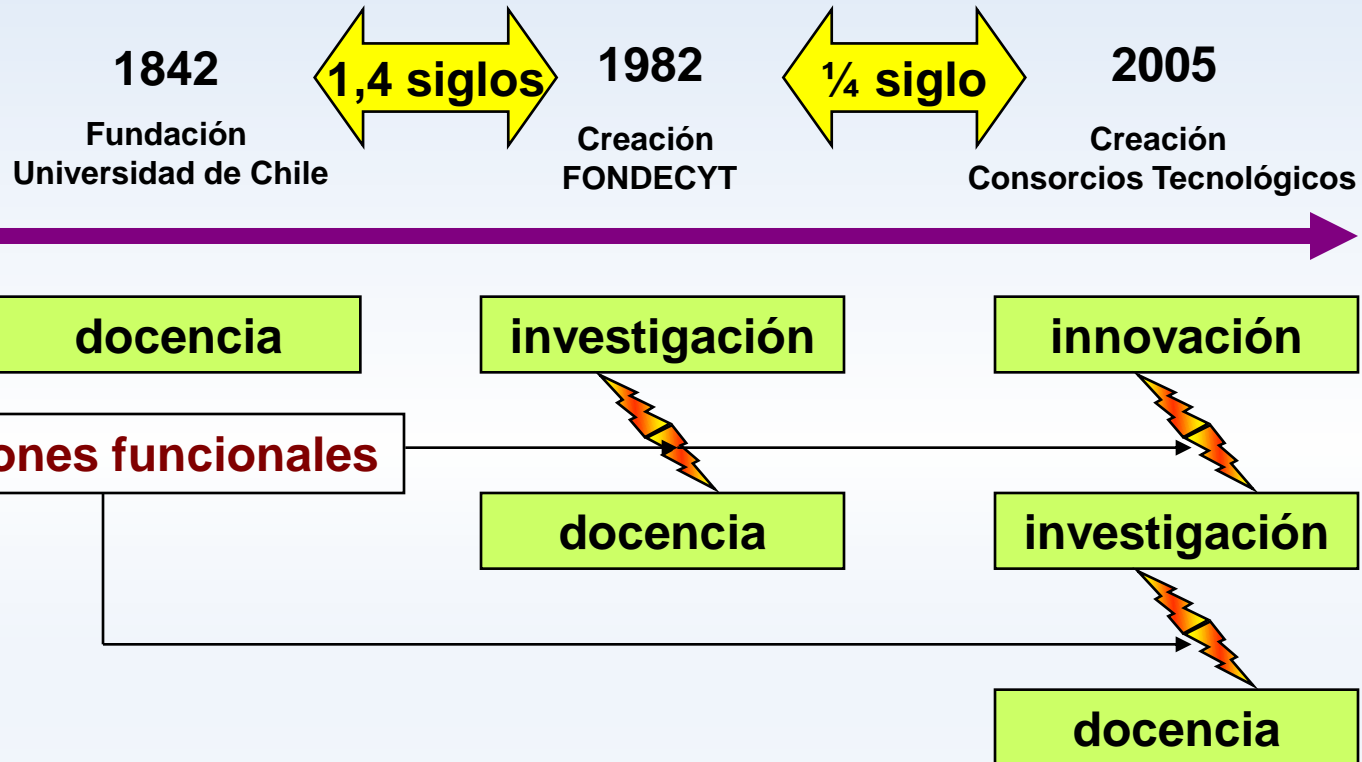 1842
1,4 siglos
1982
¼ siglo
2005
Fundación
Universidad de Chile
Creación
FONDECYT
Creación
Consorcios Tecnológicos
docencia
investigación
innovación
ones funcionales
docencia
investigación
docencia